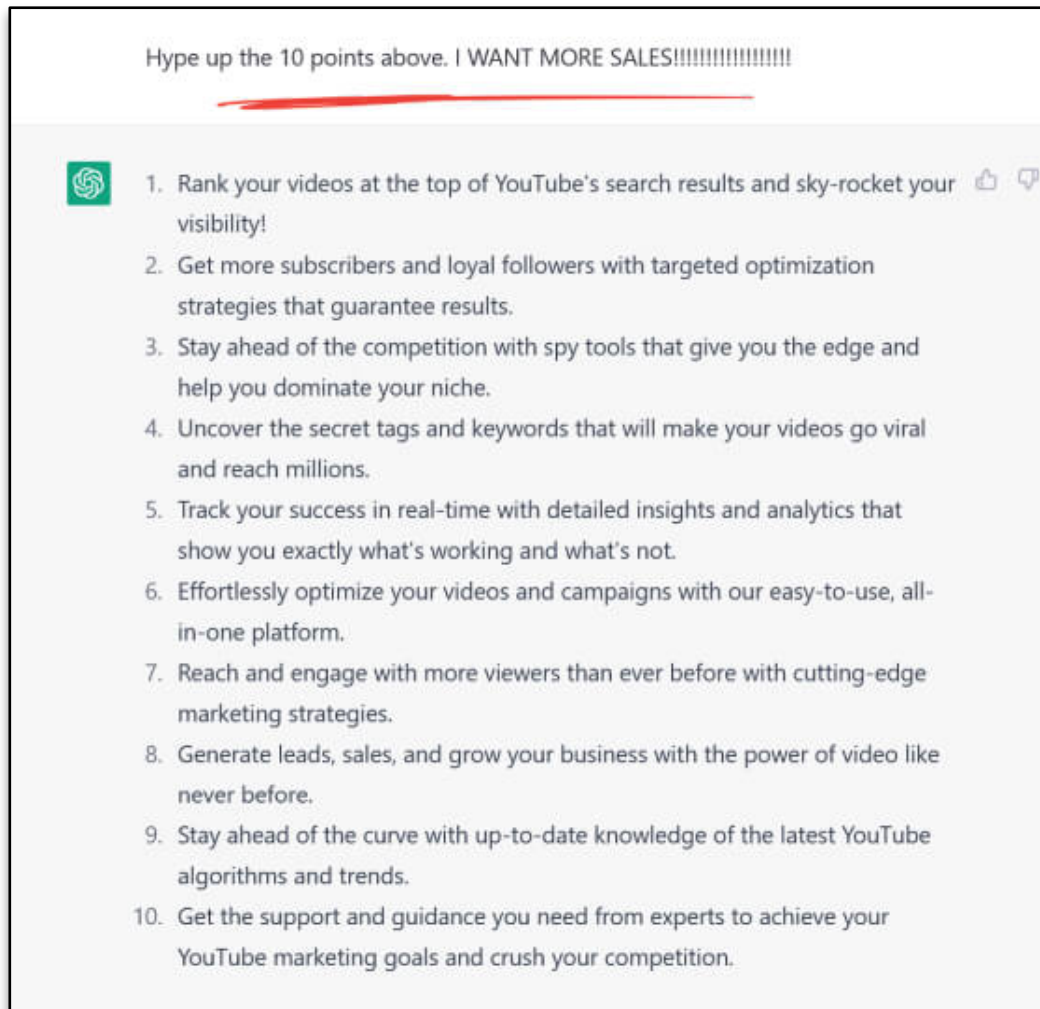 Hype up the 10 points above. I WANT MORE SALES!!!!!!!!!!!!!!!!!!
1. Rank your videos at the top of YouTube's search results and sky-rocket your
visibility!
2. Get more subscribers and loyal followers with targeted optimization
strategies that guarantee results.
3. Stay ahead of the competition with spy tools that give you the edge and
help you dominate your niche.
4. Uncover the secret tags and keywords that will make your videos go viral
and reach millions.
5. Track your success in real-time with detailed insights and analytics that
show you exactly what's working and what's not.
6. Effortlessly optimize your videos and campaigns with our easy-to-use, all-
in-one platform.
7. Reach and engage with more viewers than ever before with cutting-edge
marketing strategies.
8. Generate leads, sales, and grow your business with the power of video like
never before.
9. Stay ahead of the curve with up-to-date knowledge of the latest YouTube
algorithms and trends.
10. Get the support and guidance you need from experts to achieve your
YouTube marketing goals and crush your competition.